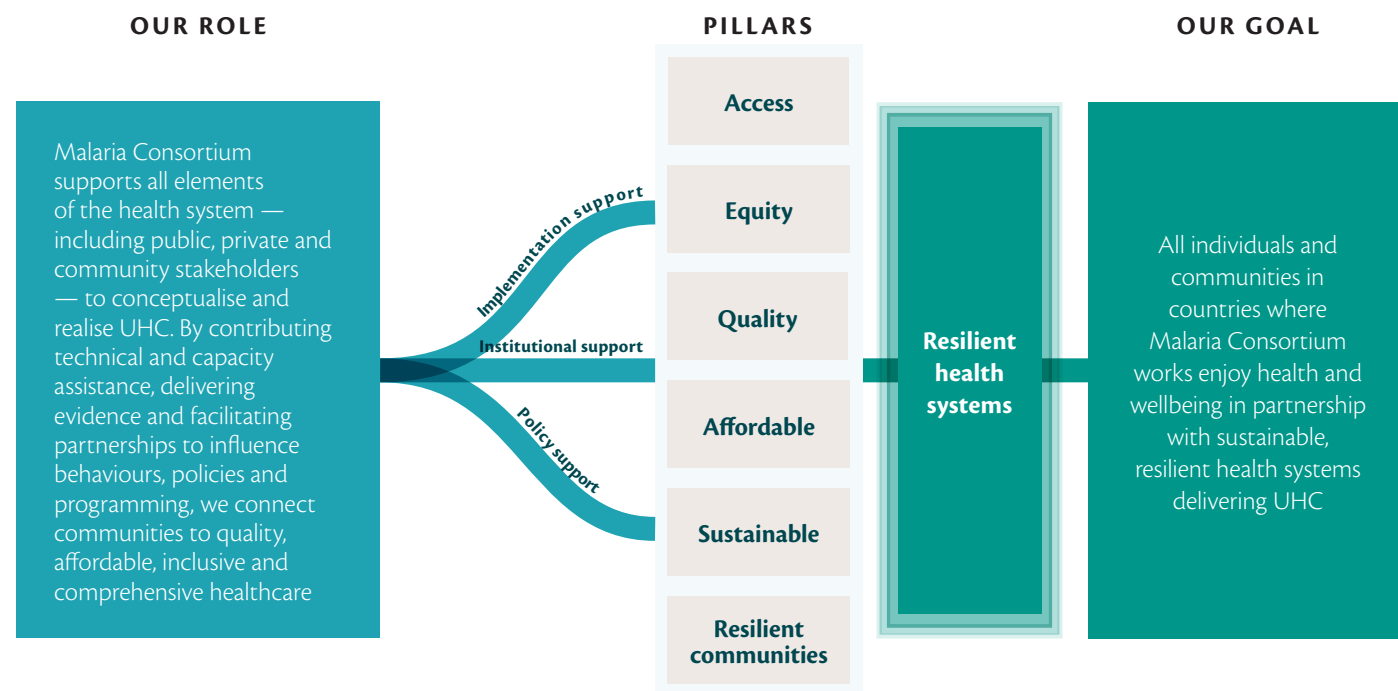 OUR ROLE
Malaria Consortium
supports all elements
of the health system —
including public, private and
community stakeholders
— to conceptualise and
realise UHC. By contributing
technical and capacity
assistance, delivering
evidence and facilitating
partnerships to influence
behaviours, policies and
programming, we connect
communities to quality,
affordable, inclusive and
comprehensive healthcare
Implementation support
Institutional support
Policy support
PILLARS
Access
Equity
Quality
Affordable
Sustainable
Resilient
communities
Resilient
health
systems
OUR GOAL
All individuals and
communities in
countries where
Malaria Consortium
works enjoy health and
wellbeing in partnership
with sustainable,
resilient health systems
delivering UHC